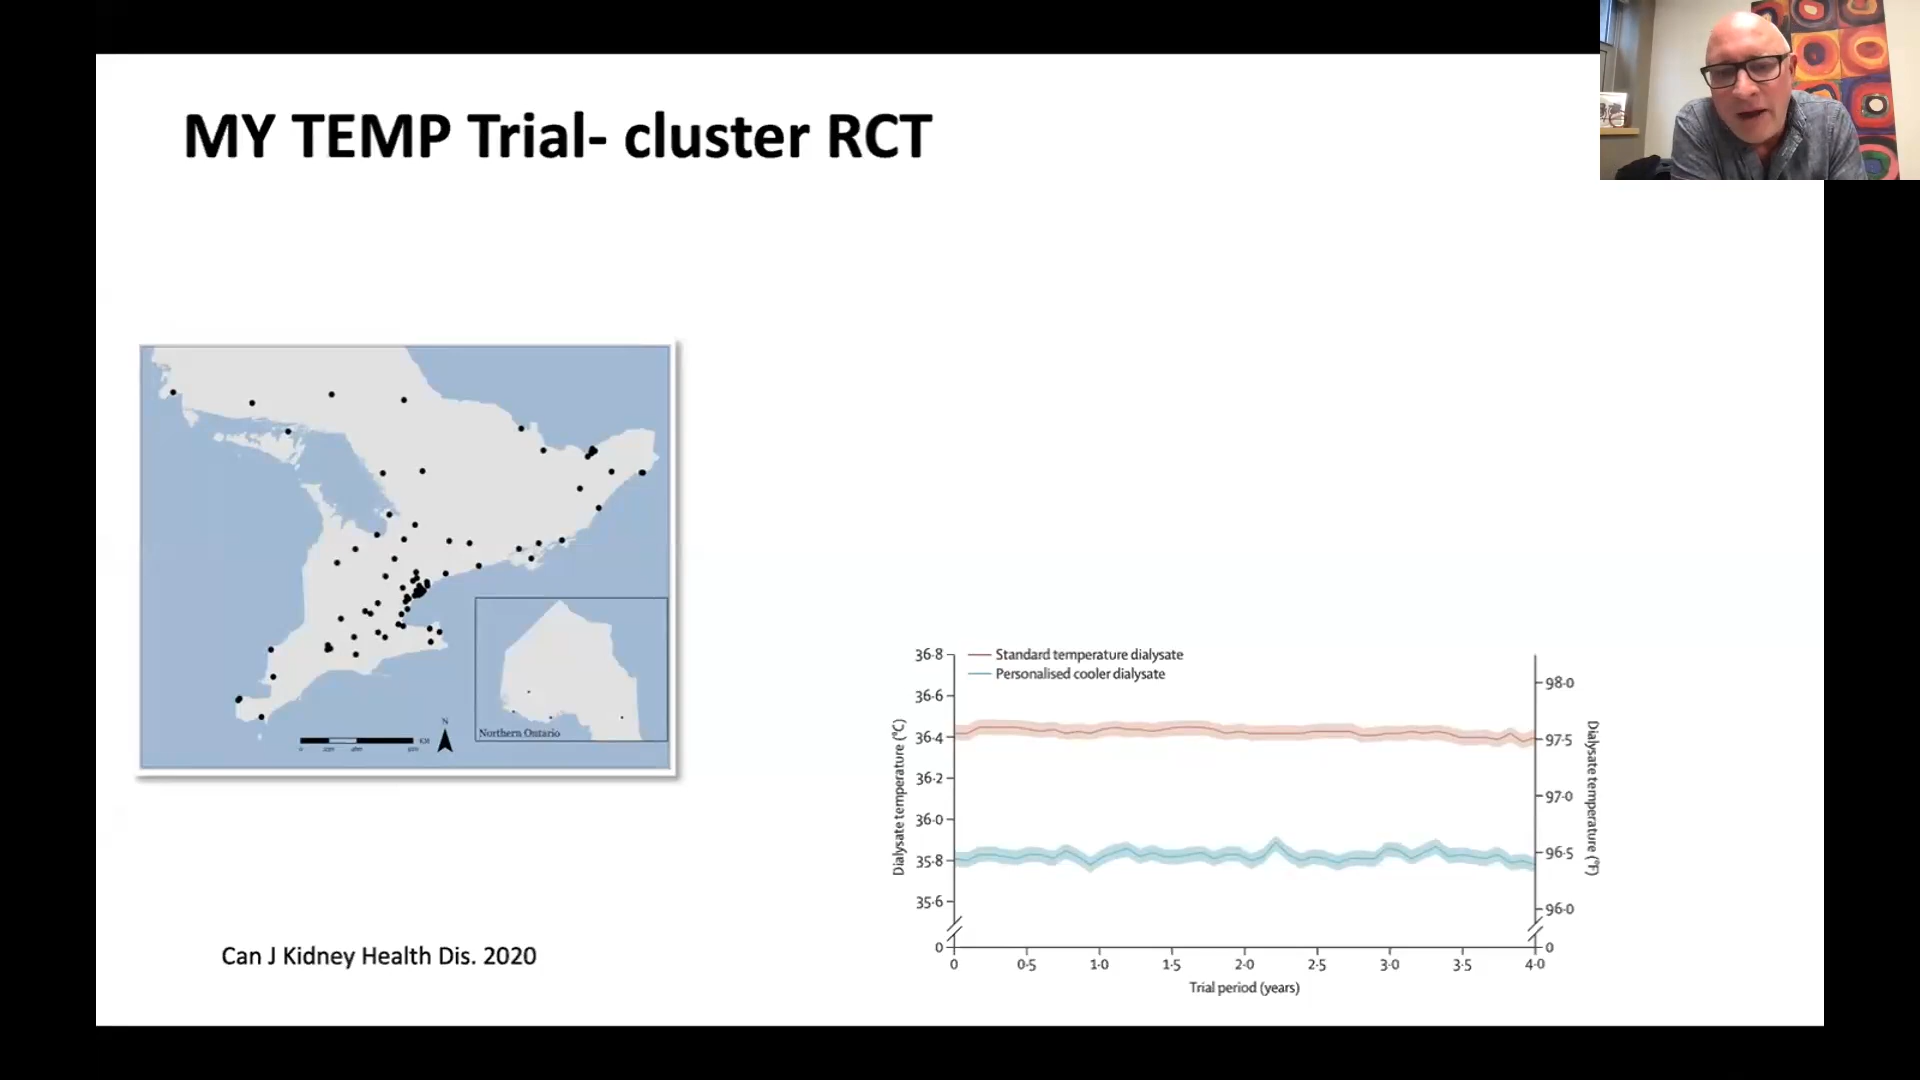 MY TEMP Trial- cluster RCT
N
KM
0
Northern Ontario
Can J Kidney Health Dis. 2020
Standard temperature dialysate
Personalised cooler dialysate
36·8
36·6
36·4
36·2
36·0
35·8
35·6
0
Dialysate temperature (°C)
98·0
97·5
97·0
96·5
96·0
0
Dialysate temperature (°F)
0
0·5
1·0
1·5
2·0
2·5
3·0
3·5
4·0
Trial period (years)